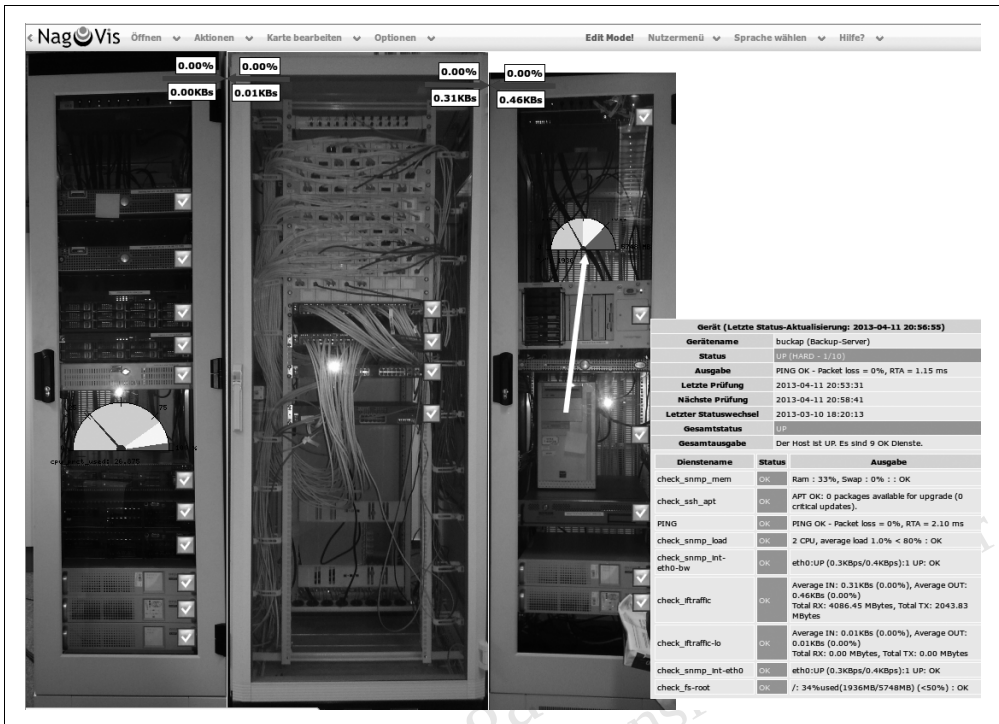 < NagVis Öffnen Aktionen Karte bearbeiten Optionen Edit Mode! Nutzermenü Sprache wählen Hilfe?
0.00% 0.00% 0.00% 0.00%
0.00KBs 0.01KBs 0.31KBs 0.46KBs
75
Gerät (Letzte Status-Aktualisierung: 2013-04-11 20:56:55)
Gerätename buckap (Backup-Server)
Status UP (HARD - 1/10)
Ausgabe PING OK - Packet loss = 0%, RTA = 1.15 ms
Letzte Prüfung 2013-04-11 20:53:31
Nächste Prüfung 2013-04-11 20:58:41
Letzter Statuswechsel 2013-03-10 18:20:13
Gesamtstatus UP
Gesamtausgabe Der Host ist UP. Es sind 9 OK Dienste.
Dienstename Status Ausgabe
check_snmp_mem OK Ram : 33%, Swap : 0% : : OK
check_ssh_apt OK APT OK: 0 packages available for upgrade (0
critical updates).
PING OK PING OK - Packet loss = 0%, RTA = 2.10 ms
check_snmp_load OK 2 CPU, average load 1.0% < 80% : OK
check_snmp_int-
eth0-bw OK eth0:UP (0.3KBps/0.4KBps):1 UP: OK
check_iftraffic OK Average IN: 0.31KBs (0.00%), Average OUT:
0.46KBs (0.00%)
Total RX: 4086.45 MBytes, Total TX: 2043.83
MBytes
check_iftraffic-lo OK Average IN: 0.01KBs (0.00%), Average OUT:
0.01KBs (0.00%)
Total RX: 0.00 MBytes, Total TX: 0.00 MBytes
check_snmp_int-eth0 OK eth0:UP (0.3KBps/0.4KBps):1 UP: OK
check_fs-root OK /: 34%used(1936MB/5748MB) (<50%) : OK